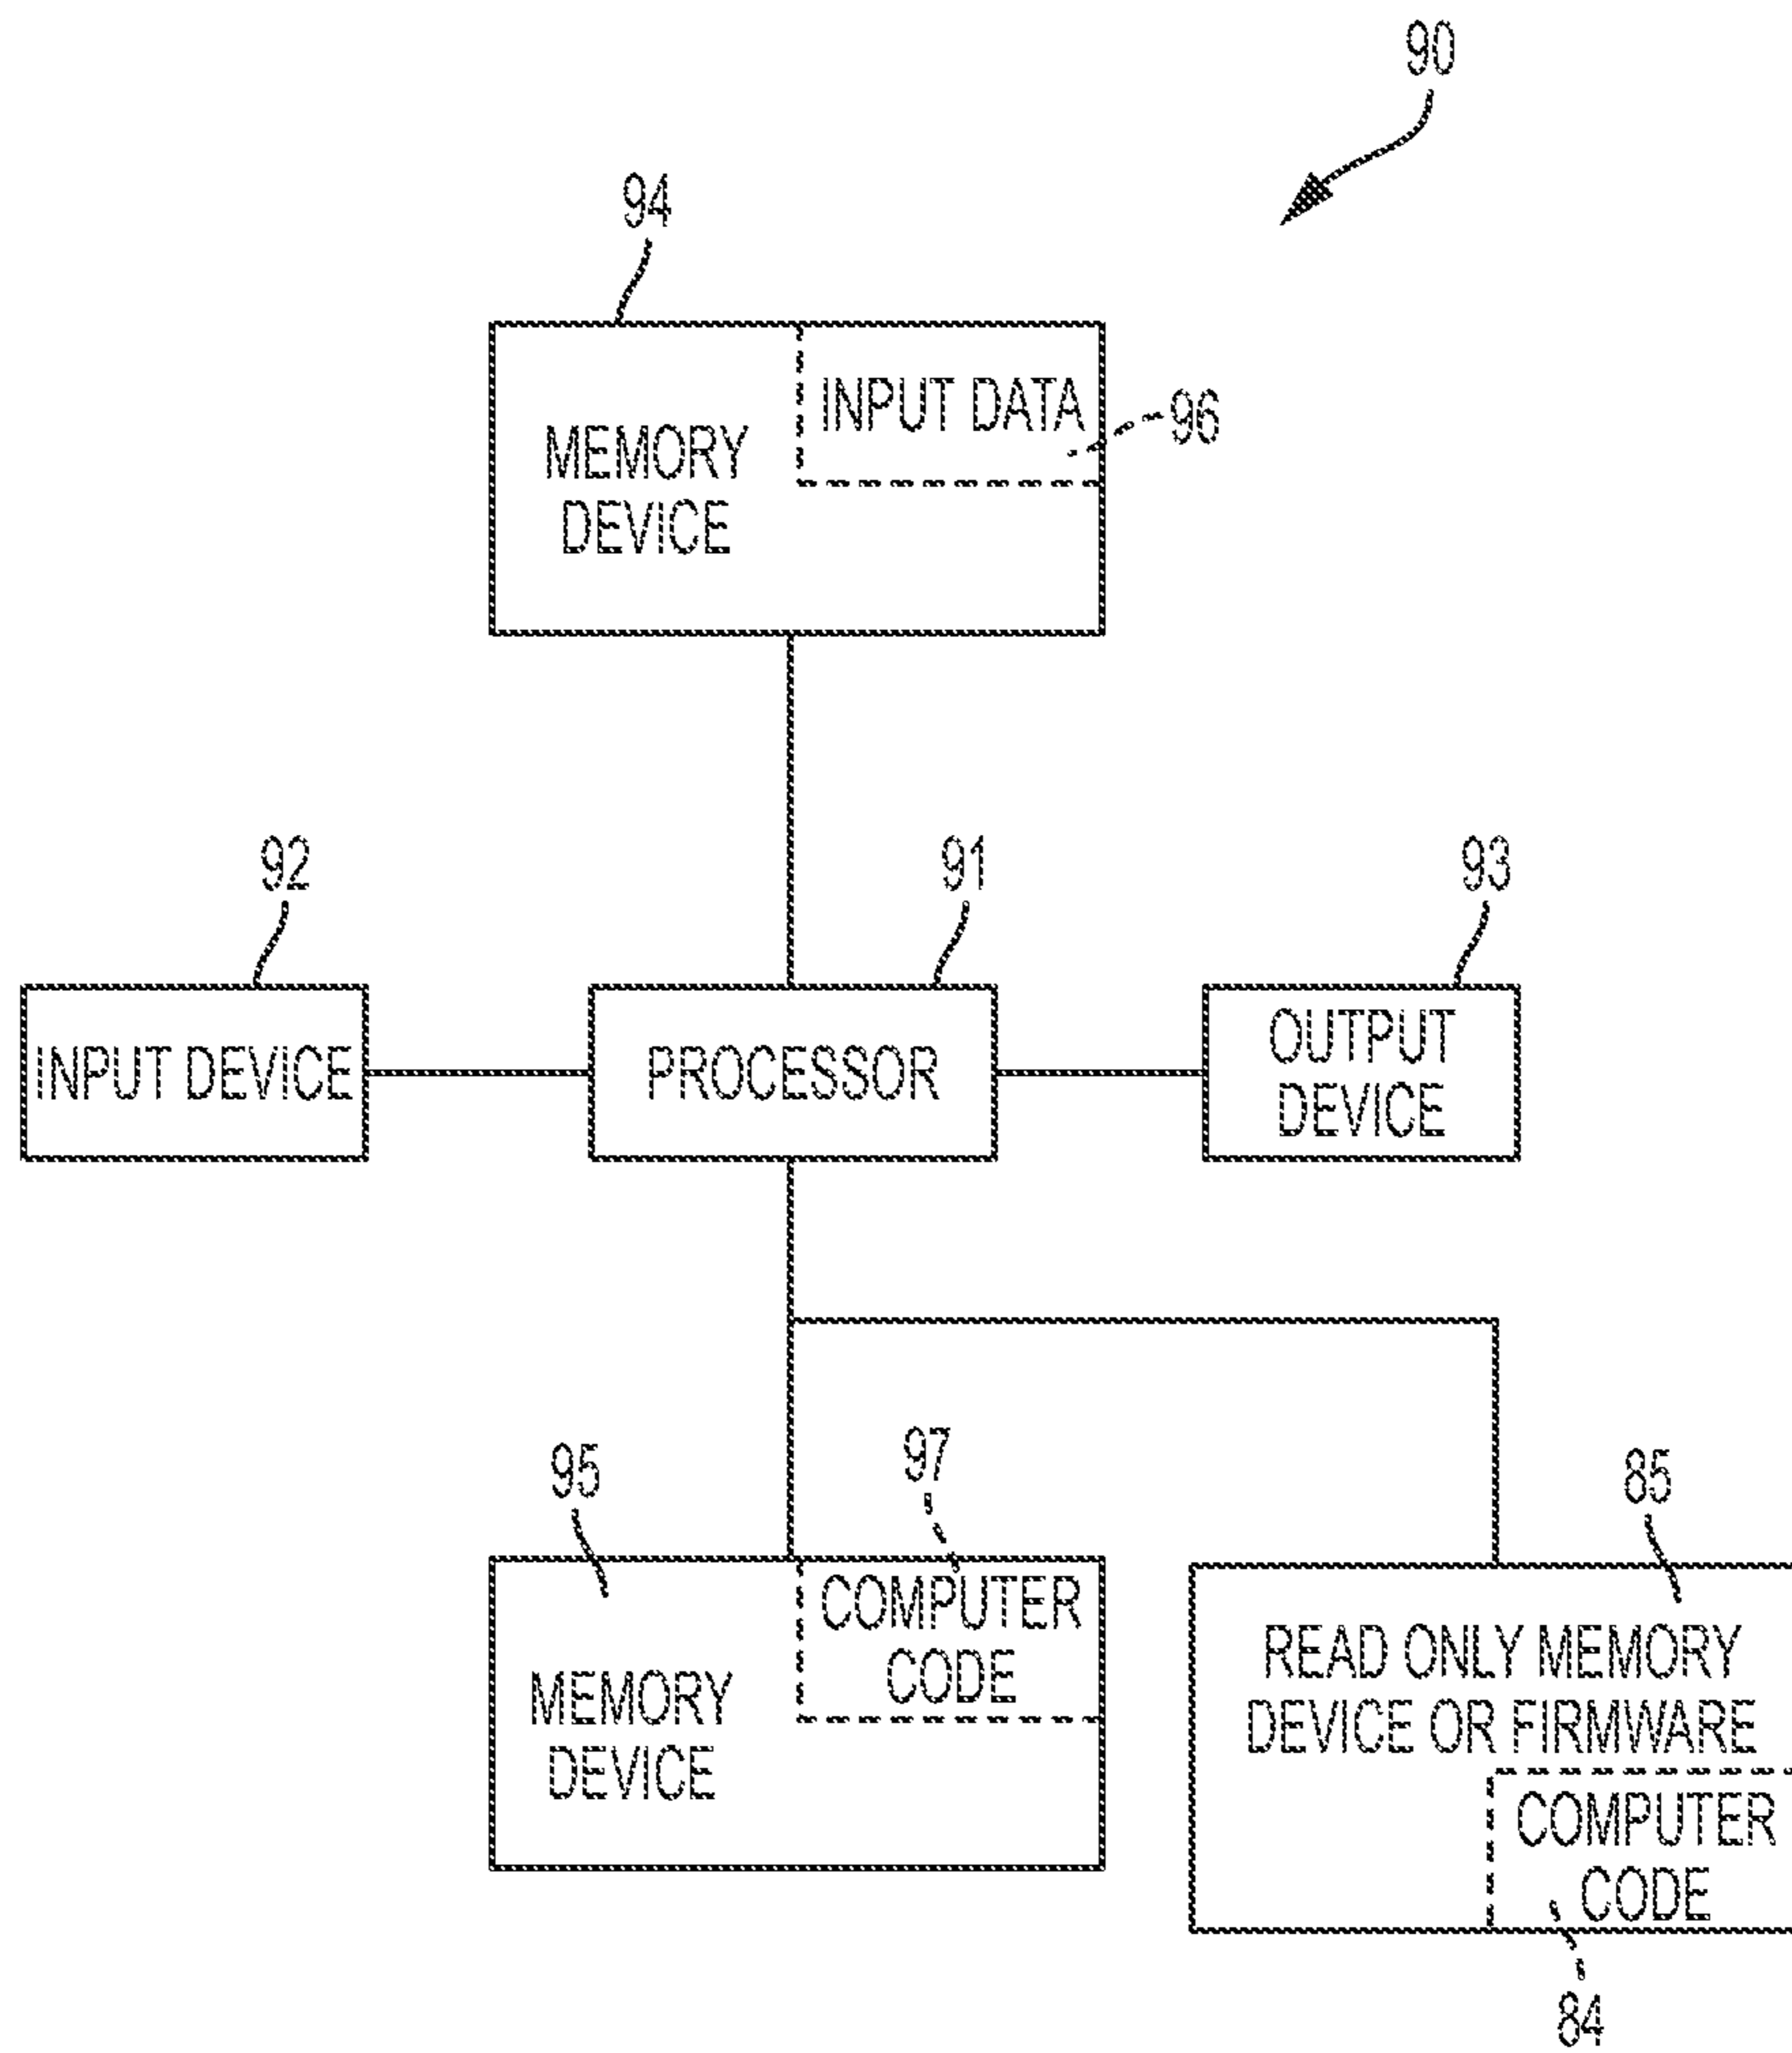 90
94
INPUT DATA
96
MEMORY
DEVICE
92
91
93
INPUT DEVICE
PROCESSOR
OUTPUT
DEVICE
95
97
85
COMPUTER
CODE
MEMORY
DEVICE
READ ONLY MEMORY
DEVICE OR FIRMWARE
COMPUTER
CODE
84